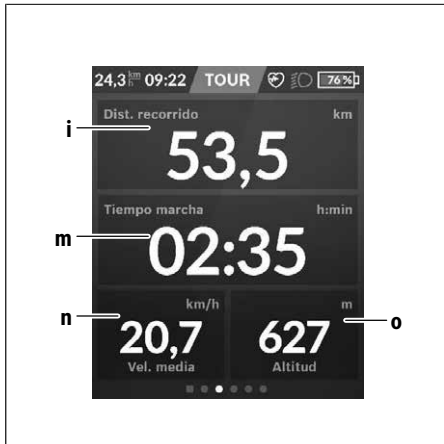 24,3 km/h 09:22 TOUR 76 %
Dist. recorrido km
i
53,5
Tiempo marcha h:min
m
02:35
n
km/h m
20,7 627
o
Vel. media Altitud